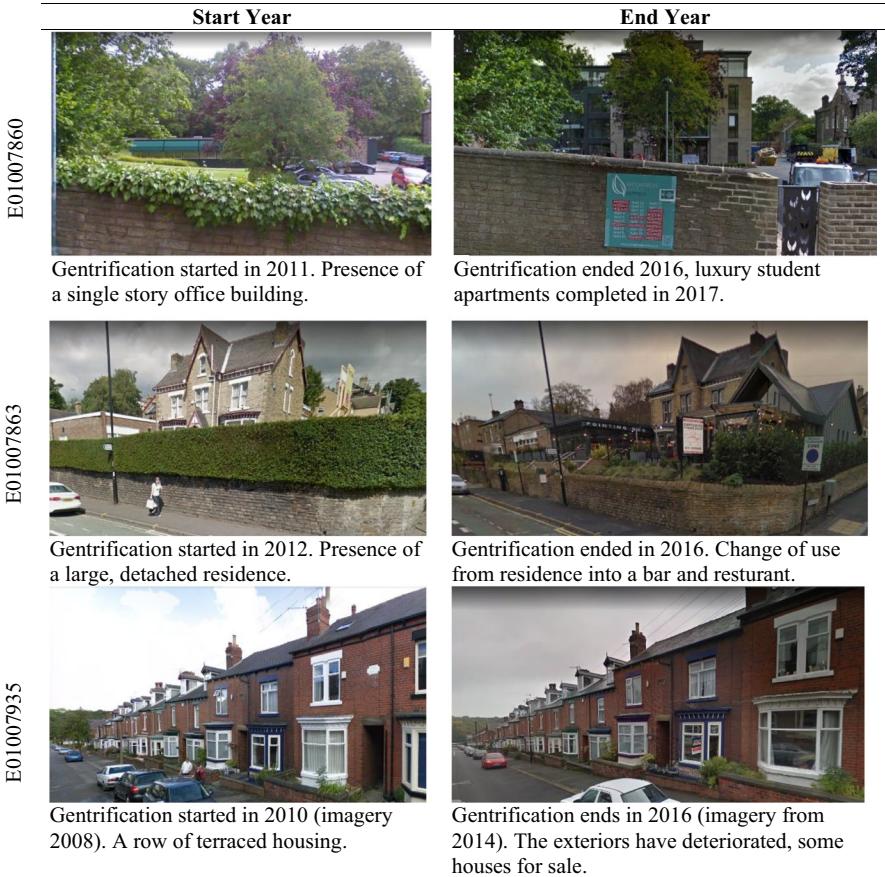 Start Year
End Year
E01007860
Gentrification started in 2011. Presence of
a single story office building.
Gentrification ended 2016, luxury student
apartments completed in 2017.
E01007863
POINTING
Gentrification started in 2012. Presence of
a large, detached residence.
Gentrification ended in 2016. Change of use
from residence into a bar and resturant.
E01007935
Gentrification started in 2010 (imagery
2008). A row of terraced housing.
Gentrification ends in 2016 (imagery from
2014). The exteriors have deteriorated, some
houses for sale.